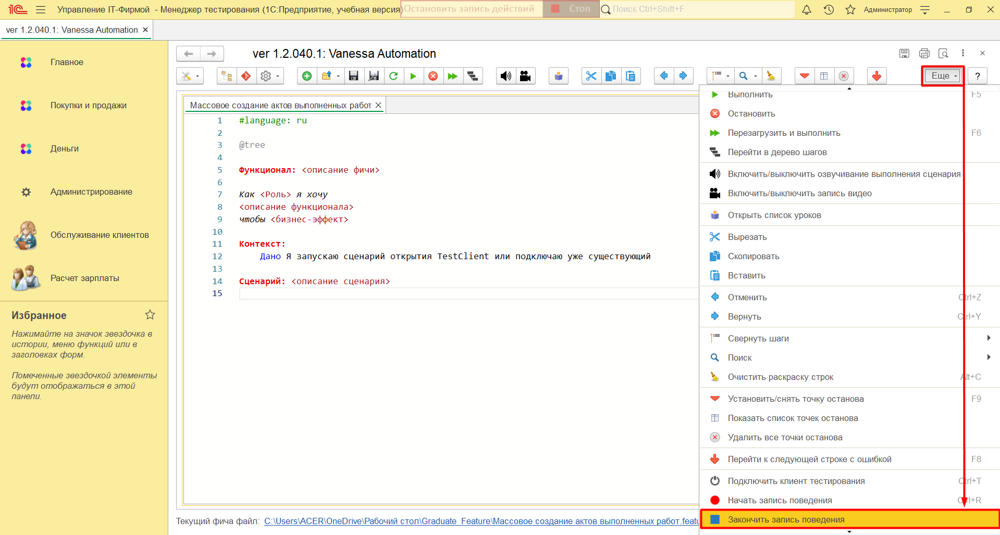 1С Управление IT-Фирмой - Менеджер тестирования (1С:Предприятие, учебная версия)
Остановить запись действий
Стоп
Поиск Ctrl+Shift+F
Администратор
ver 1.2.040.1: Vanessa Automation
Главное
Покупки и продажи
Деньги
Администрирование
Обслуживание клиентов
Расчет зарплаты
Избранное
Нажимайте на значок звездочка в
истории, меню функций или в
заголовках форм.
Помеченные звездочкой элементы
будут отображаться в этой
панели.
ver 1.2.040.1: Vanessa Automation
Еще
?
Массовое создание актов выполненных работ
1 #language: ru
2
3 @tree
4
5 Функционал: <описание фичи>
6
7 Как <Роль> я хочу
8 <описание функционала>
9 чтобы <бизнес-эффект>
10
11 Контекст:
12 Дано Я запускаю сценарий открытия TestClient или подключаю уже существующий
13
14 Сценарий: <описание сценария>
15
Выполнить F5
Остановить
Перезагрузить и выполнить F6
Перейти в дерево шагов
Включить/выключить озвучивание выполнения сценария
Включить/выключить запись видео
Открыть список уроков
Вырезать
Скопировать
Вставить
Отменить Ctrl+Z
Вернуть Ctrl+Y
Свернуть шаги
Поиск
Очистить раскраску строк Alt+C
Установить/снять точку останова F9
Показать список точек останова
Удалить все точки останова
Перейти к следующей строке с ошибкой F8
Подключить клиент тестирования Ctrl+T
Начать запись поведения Ctrl+R
Закончить запись поведения
Текущий фича файл: C:\Users\ACER\OneDrive\Рабочий стол\Graduate_Feature\Массовое создание актов выполненных работ.featu